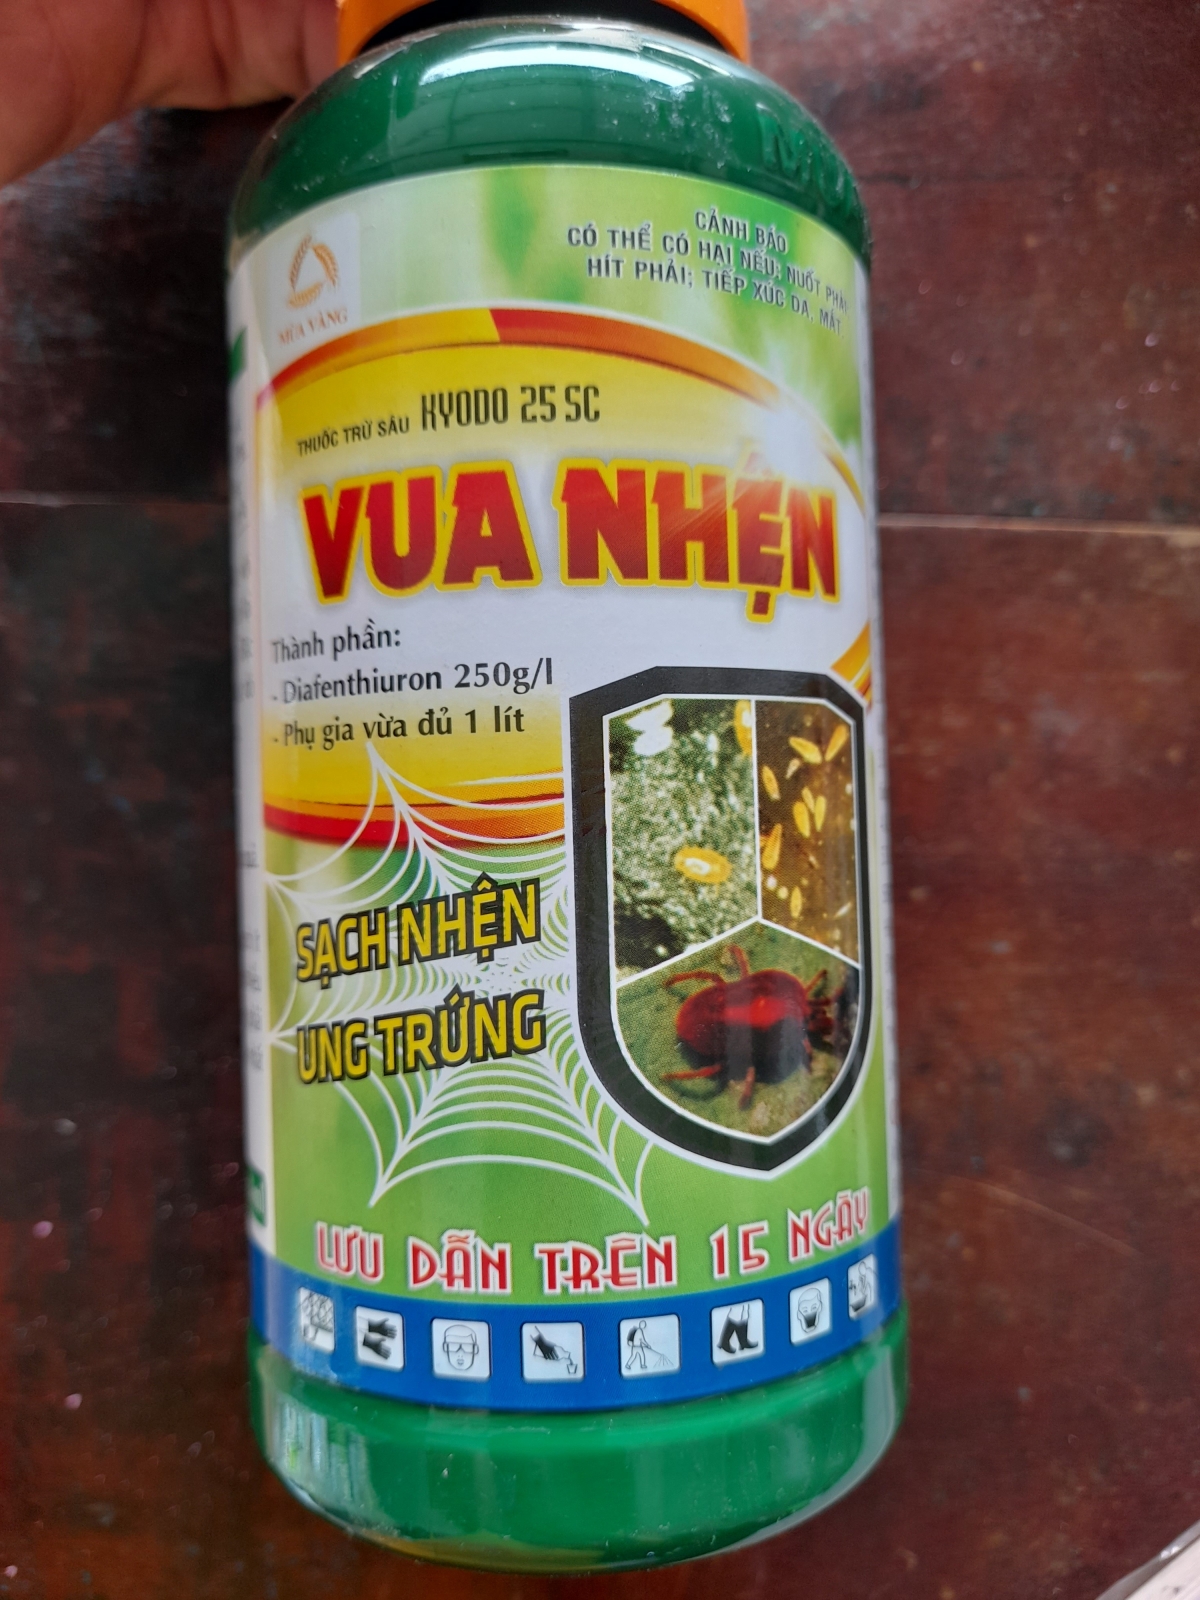 CẢNH BÁO
CÓ THỂ CÓ HẠI NẾU: NUỐT PHẢI
HÍT PHẢI; TIẾP XÚC DA, MẮT
MÙA VÀNG
THUỐC TRỪ SÂU KYODO 25 SC
VUA NHỆN
Thành phần:
- Diafenthiuron 250g/l
- Phụ gia vừa đủ 1 lít
SẠCH NHỆN
UNG TRỨNG
LƯU DẪN TRÊN 15 NGÀY